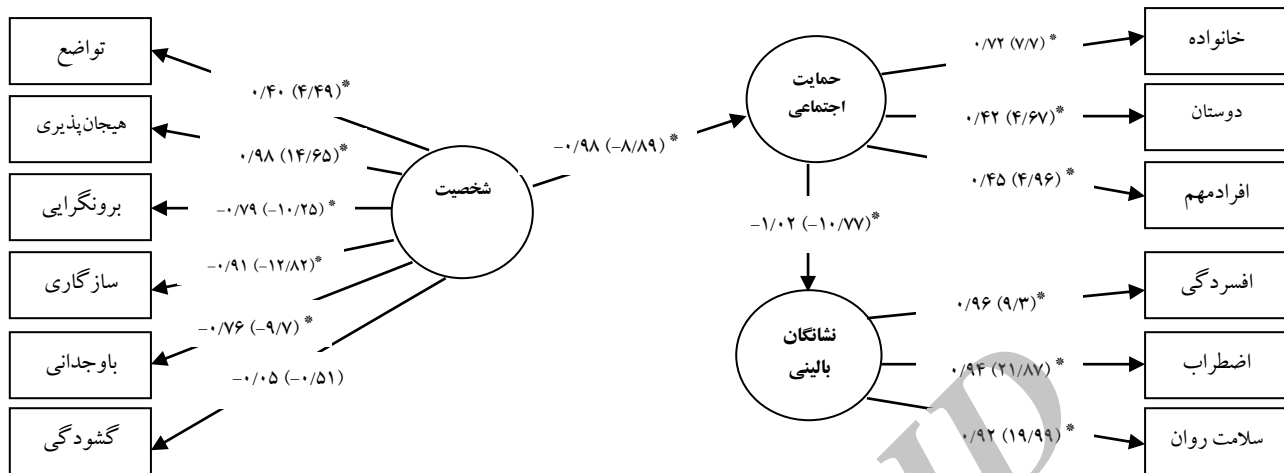 تواضع
هیجان‌پذیری
برونگرایی
سازگاری
باوجدانی
گشودگی
۰/۴۰ (۴/۴۹)*
۰/۹۸ (۱۴/۶۵)*
−۰/۷۹ (−۱۰/۲۵)*
−۰/۹۱ (−۱۲/۸۲)*
−۰/۷۶ (−۹/۷)*
−۰/۰۵ (−۰/۵۱)
شخصیت
−۰/۹۸ (−۸/۸۹)*
حمایت
اجتماعی
−۱/۰۲ (−۱۰/۷۷)*
نشانگان
بالینی
۰/۷۲ (۷/۷)*
۰/۴۲ (۴/۶۷)*
۰/۴۵ (۴/۹۶)*
۰/۹۶ (۹/۳)*
۰/۹۴ (۲۱/۸۷)*
۰/۹۲ (۱۹/۹۹)*
خانواده
دوستان
افرادمهم
افسردگی
اضطراب
سلامت روان